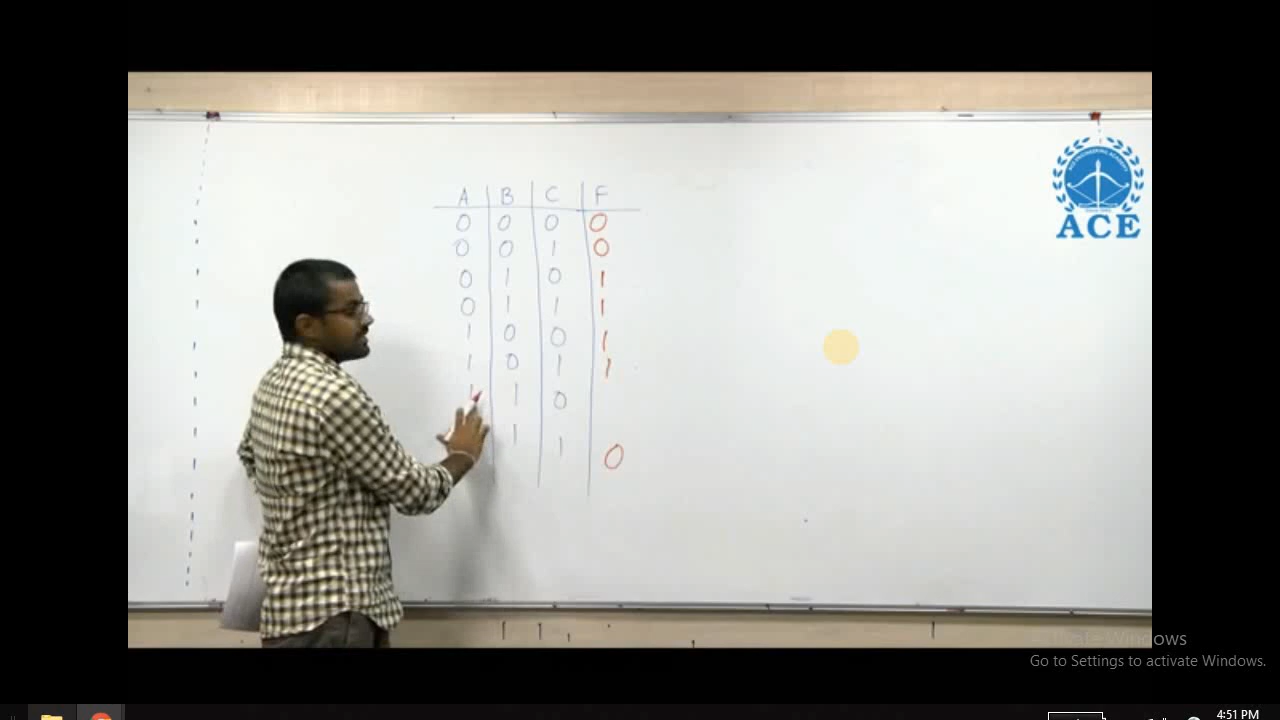 A B C F
0 0 0 0
0 0 1 0
0 1 0 1
0 1 1 1
1 0 0 1
1 0 1 1
1 1 0
1 1 0
ACE
Activate Windows
Go to Settings to activate Windows.
4:51 PM